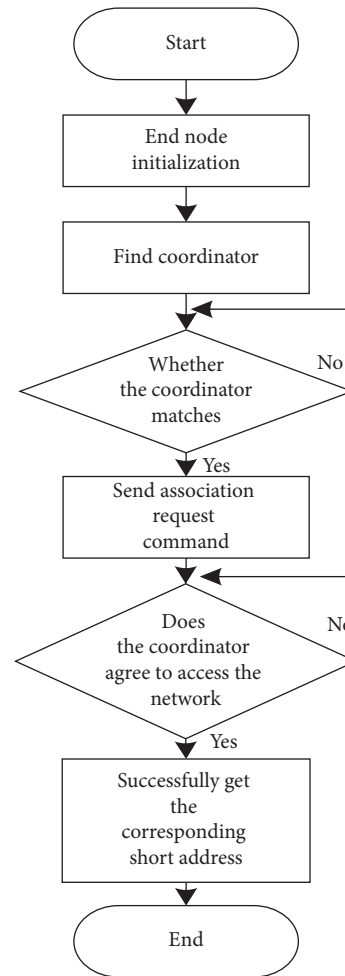 Start
End node
initialization
Find coordinator
Whether
the coordinator
matches
No
Yes
Send association
request
command
Does
the coordinator
agree to access the
network
No
Yes
Successfully get
the
corresponding
short address
End